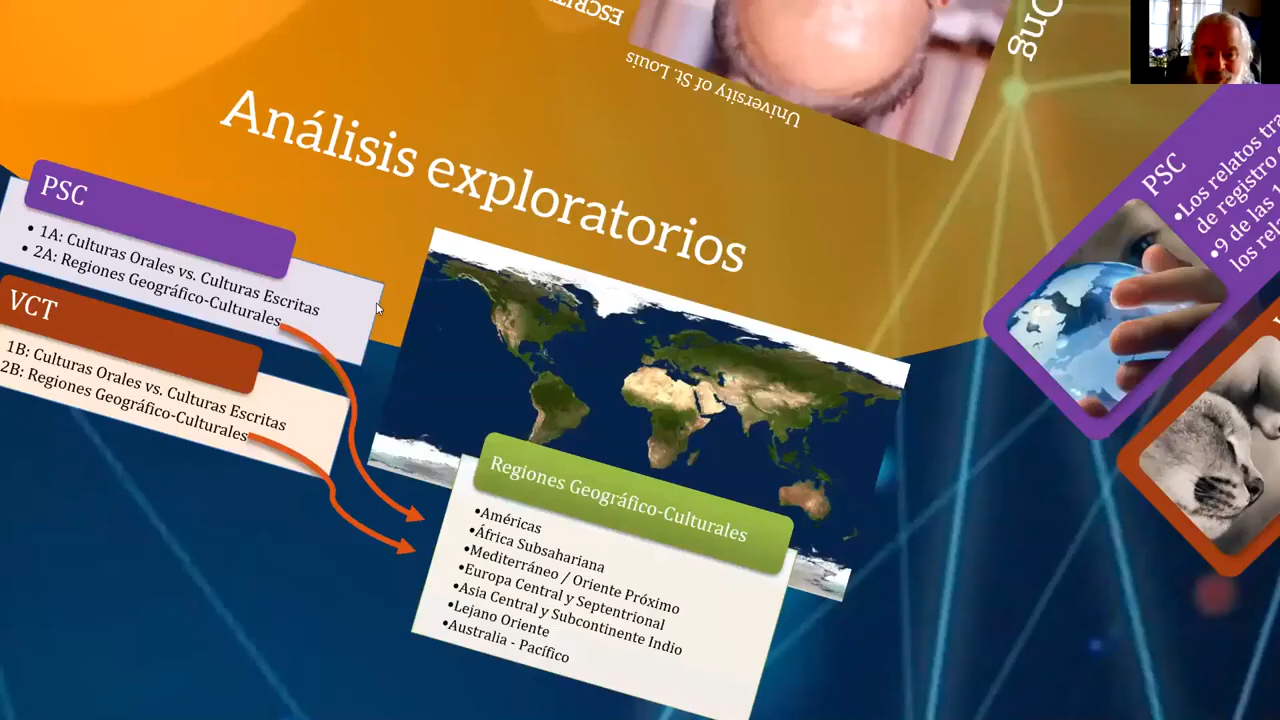 ESCRIT
University of St. Louis
Ong
Análisis exploratorios
PSC
• 1A: Culturas Orales vs. Culturas Escritas
• 2A: Regiones Geográfico-Culturales
VCT
1B: Culturas Orales vs. Culturas Escritas
2B: Regiones Geográfico-Culturales
Regiones Geográfico-Culturales
•Américas
•África Subsahariana
•Mediterráneo / Oriente Próximo
•Europa Central y Septentrional
•Asia Central y Subcontinente Indio
•Lejano Oriente
•Australia - Pacífico
PSC
•Los relatos tra
de registro
•9 de las 1
los rela